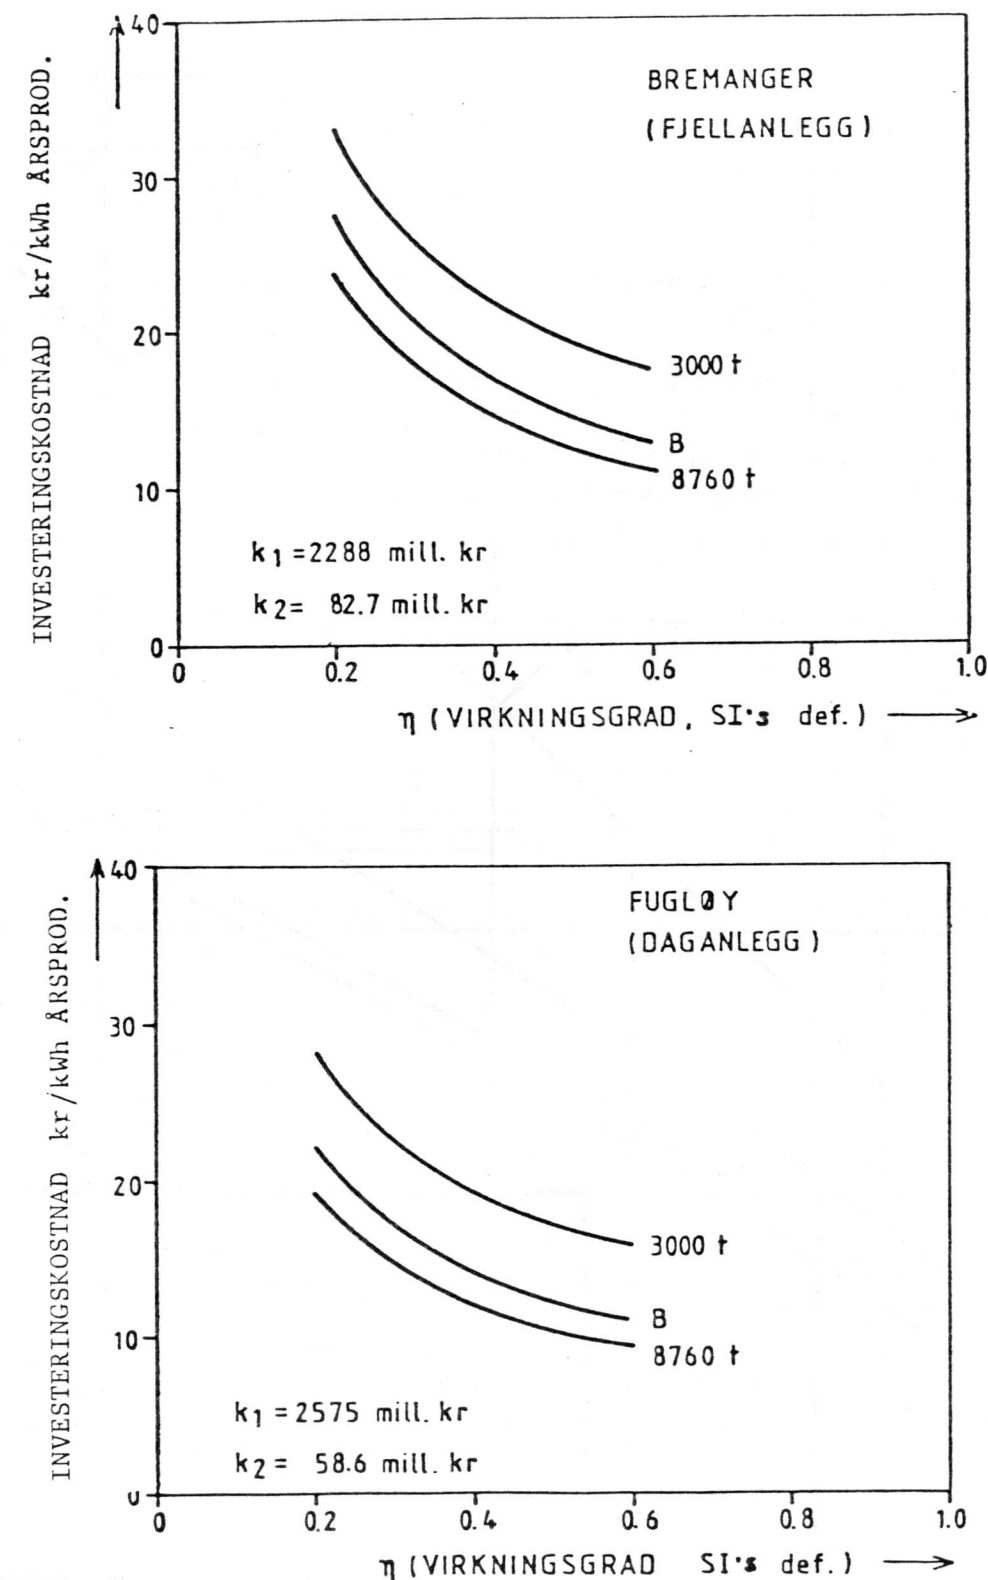 40
BREMANGER
(FJELLANLEGG)
30
20
10
0
INVESTERINGSKOSTNAD kr/kWh ÅRSPROD.
3000 t
B
8760 t
k1 = 2288 mill. kr
k2 = 82.7 mill. kr
0 0.2 0.4 0.6 0.8 1.0
η (VIRKNINGSGRAD, SI's def.)
40
FUGLØY
(DAGANLEGG)
30
20
10
0
INVESTERINGSKOSTNAD kr/kWh ÅRSPROD.
3000 t
B
8760 t
k1 = 2575 mill. kr
k2 = 58.6 mill. kr
0 0.2 0.4 0.6 0.8 1.0
η (VIRKNINGSGRAD SI's def.)